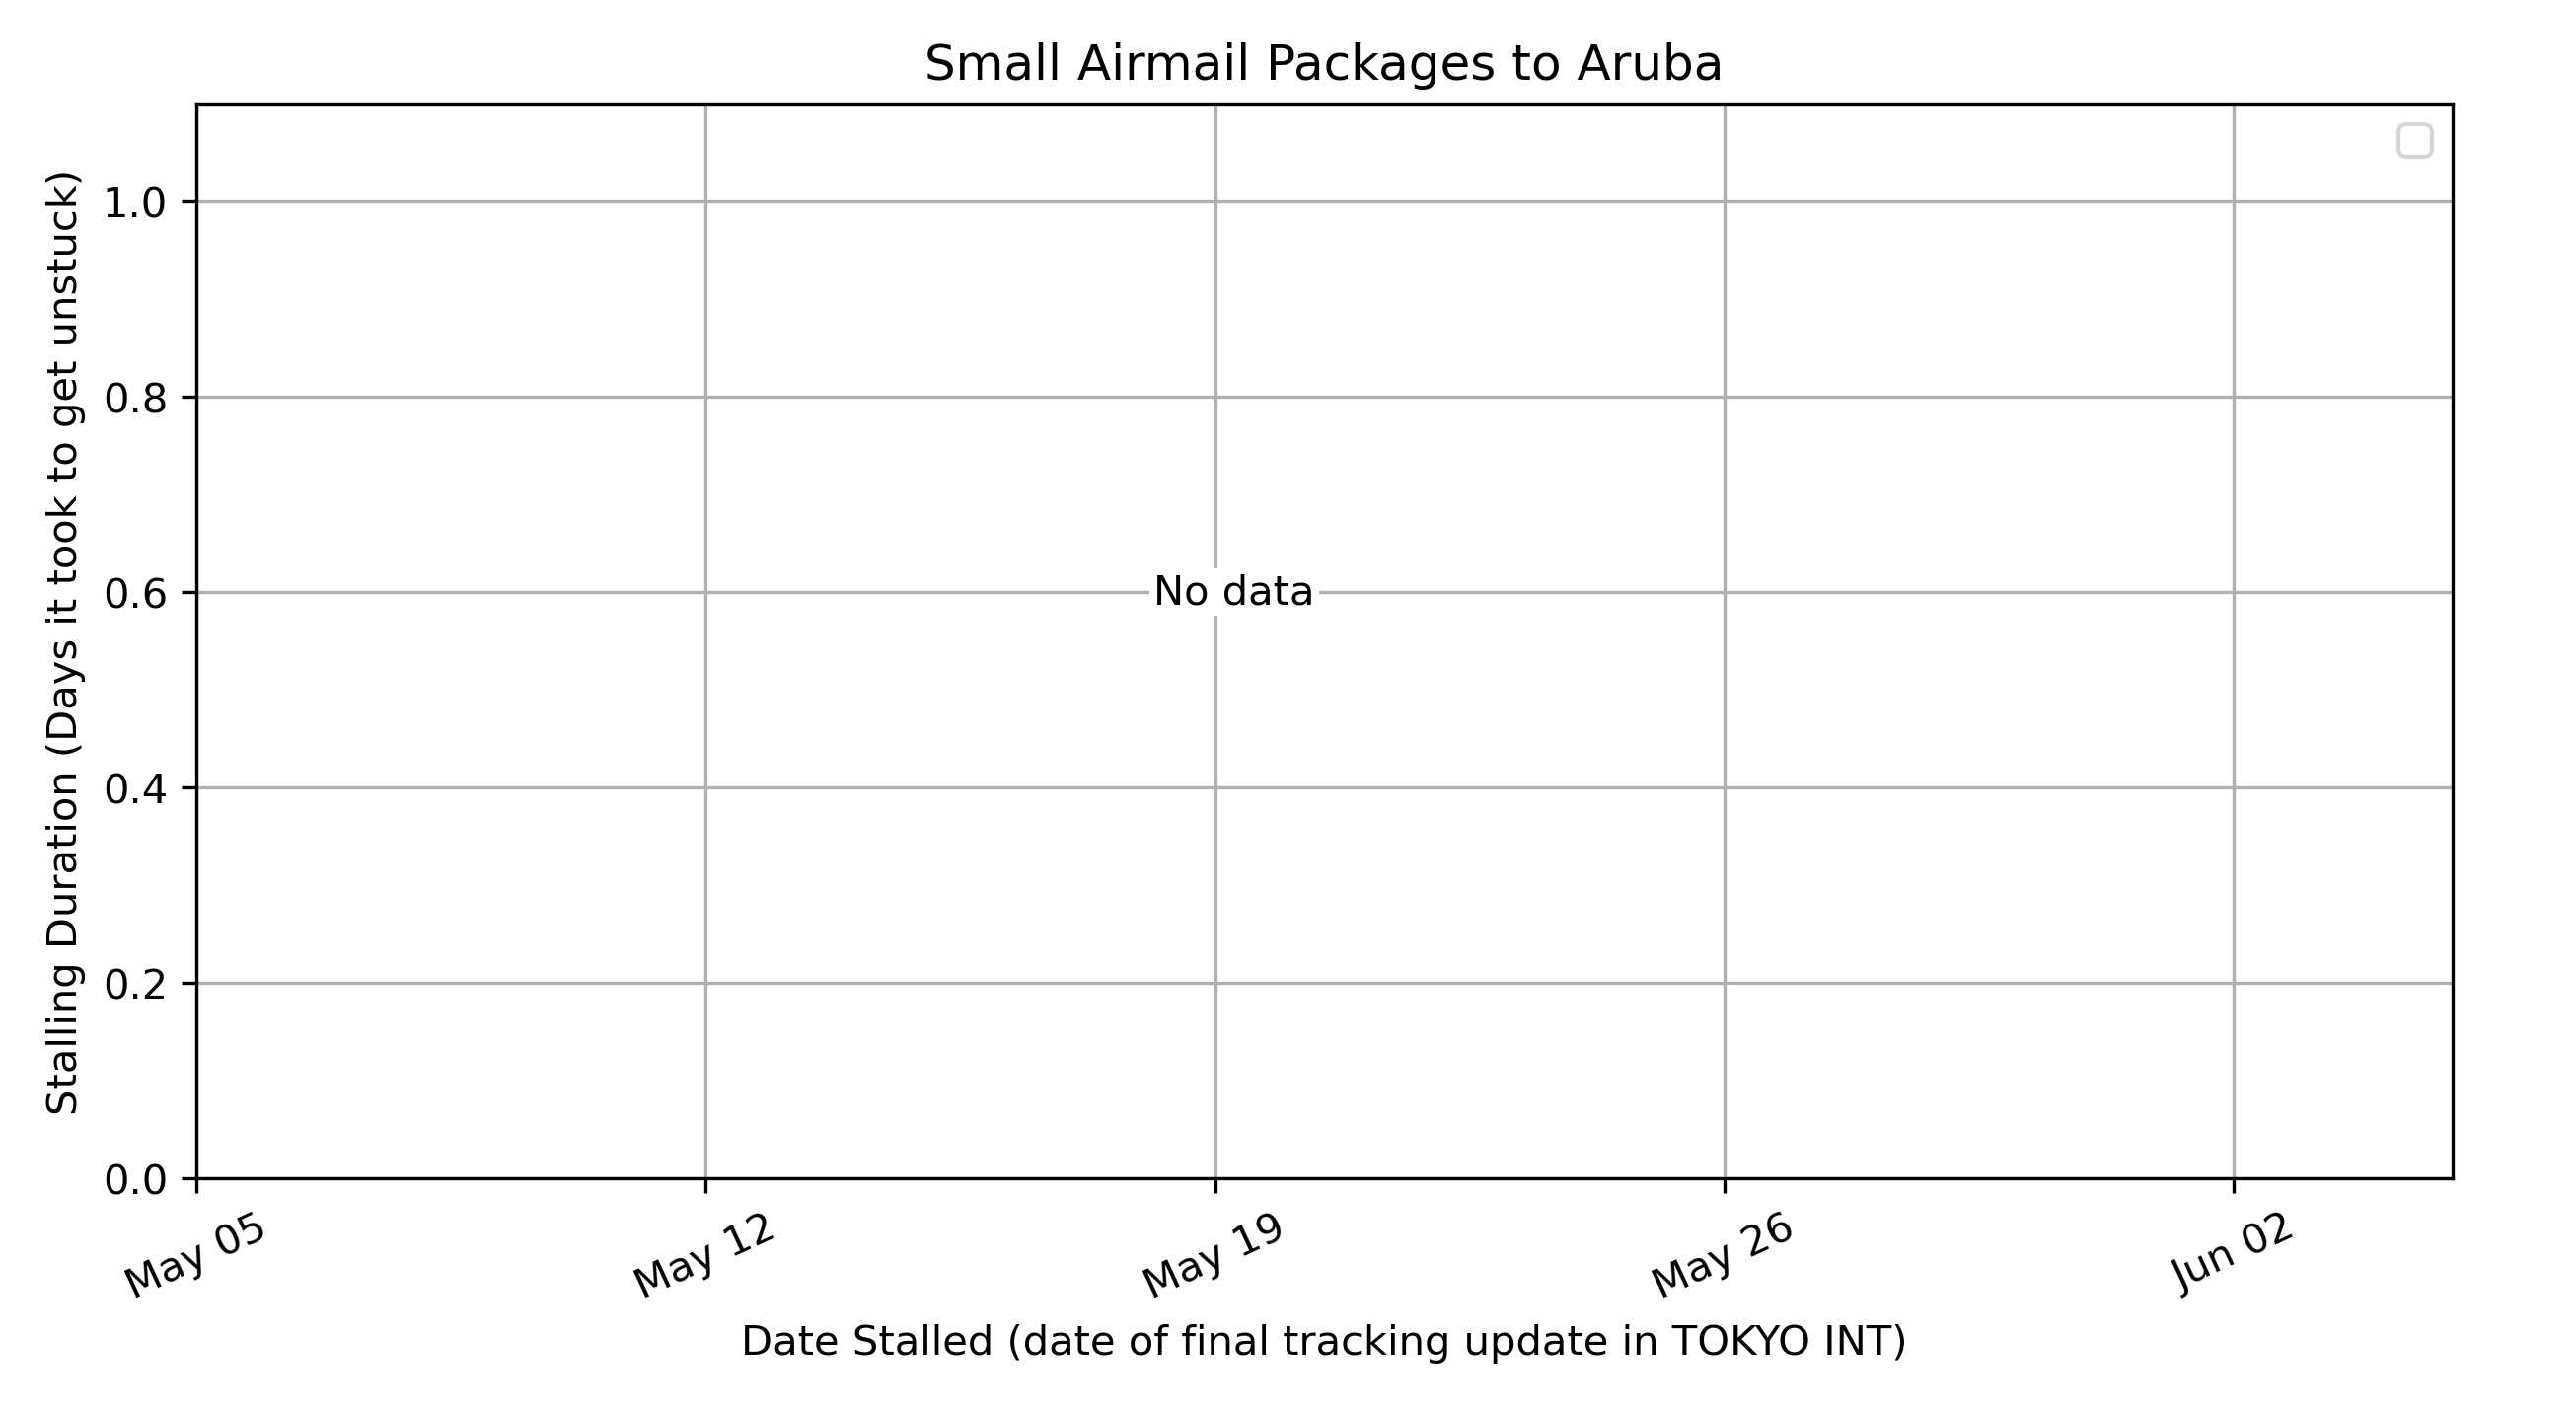 Small Airmail Packages to Aruba
Stalling Duration (Days it took to get unstuck)
1.0
0.8
0.6
0.4
0.2
0.0
No data
May 05
May 12
May 19
May 26
Jun 02
Date Stalled (date of final tracking update in TOKYO INT)